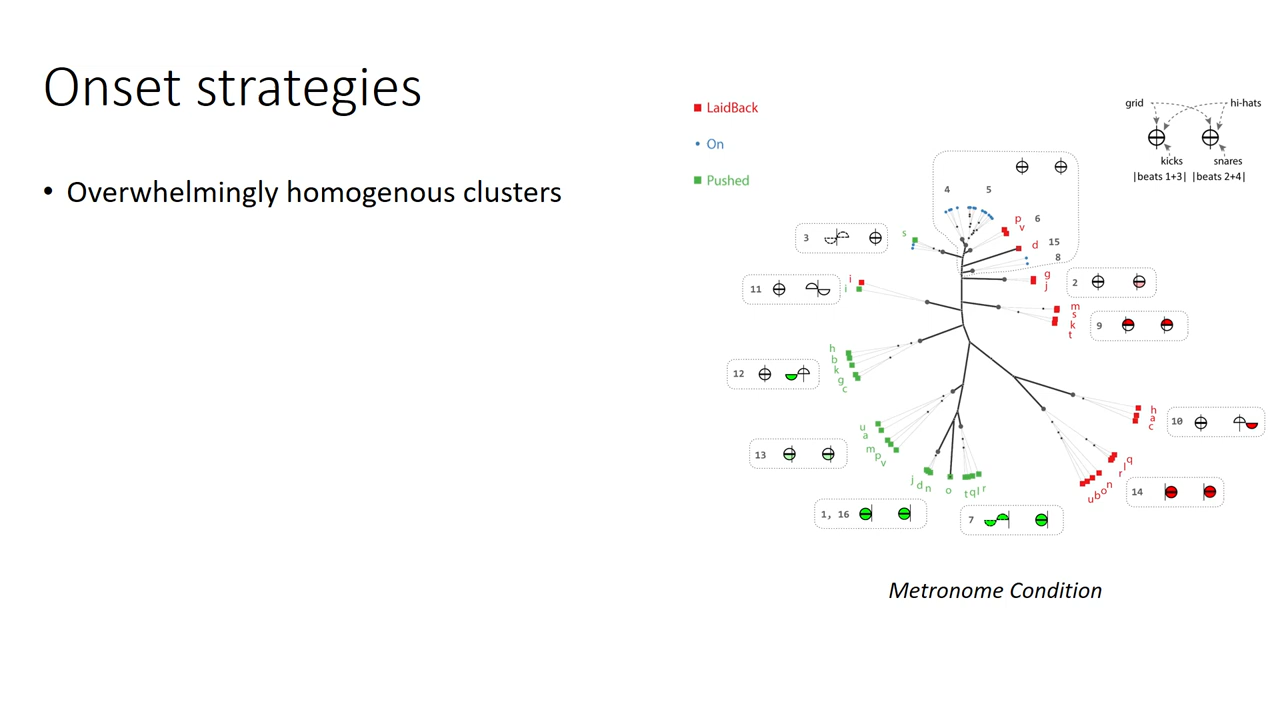 Onset strategies
• Overwhelmingly homogenous clusters
LaidBack
On
Pushed
grid
hi-hats
kicks
snares
|beats 1+3| |beats 2+4|
4
5
6
15
8
p
v
d
s
3
g
j
2
i
i
11
m
s
k
t
9
h
b
k
g
c
12
h
a
c
10
u
a
m
p
v
13
q
l
r
n
o
b
u
14
j
d
n
o
t
q
l
r
1, 16
7
Metronome Condition